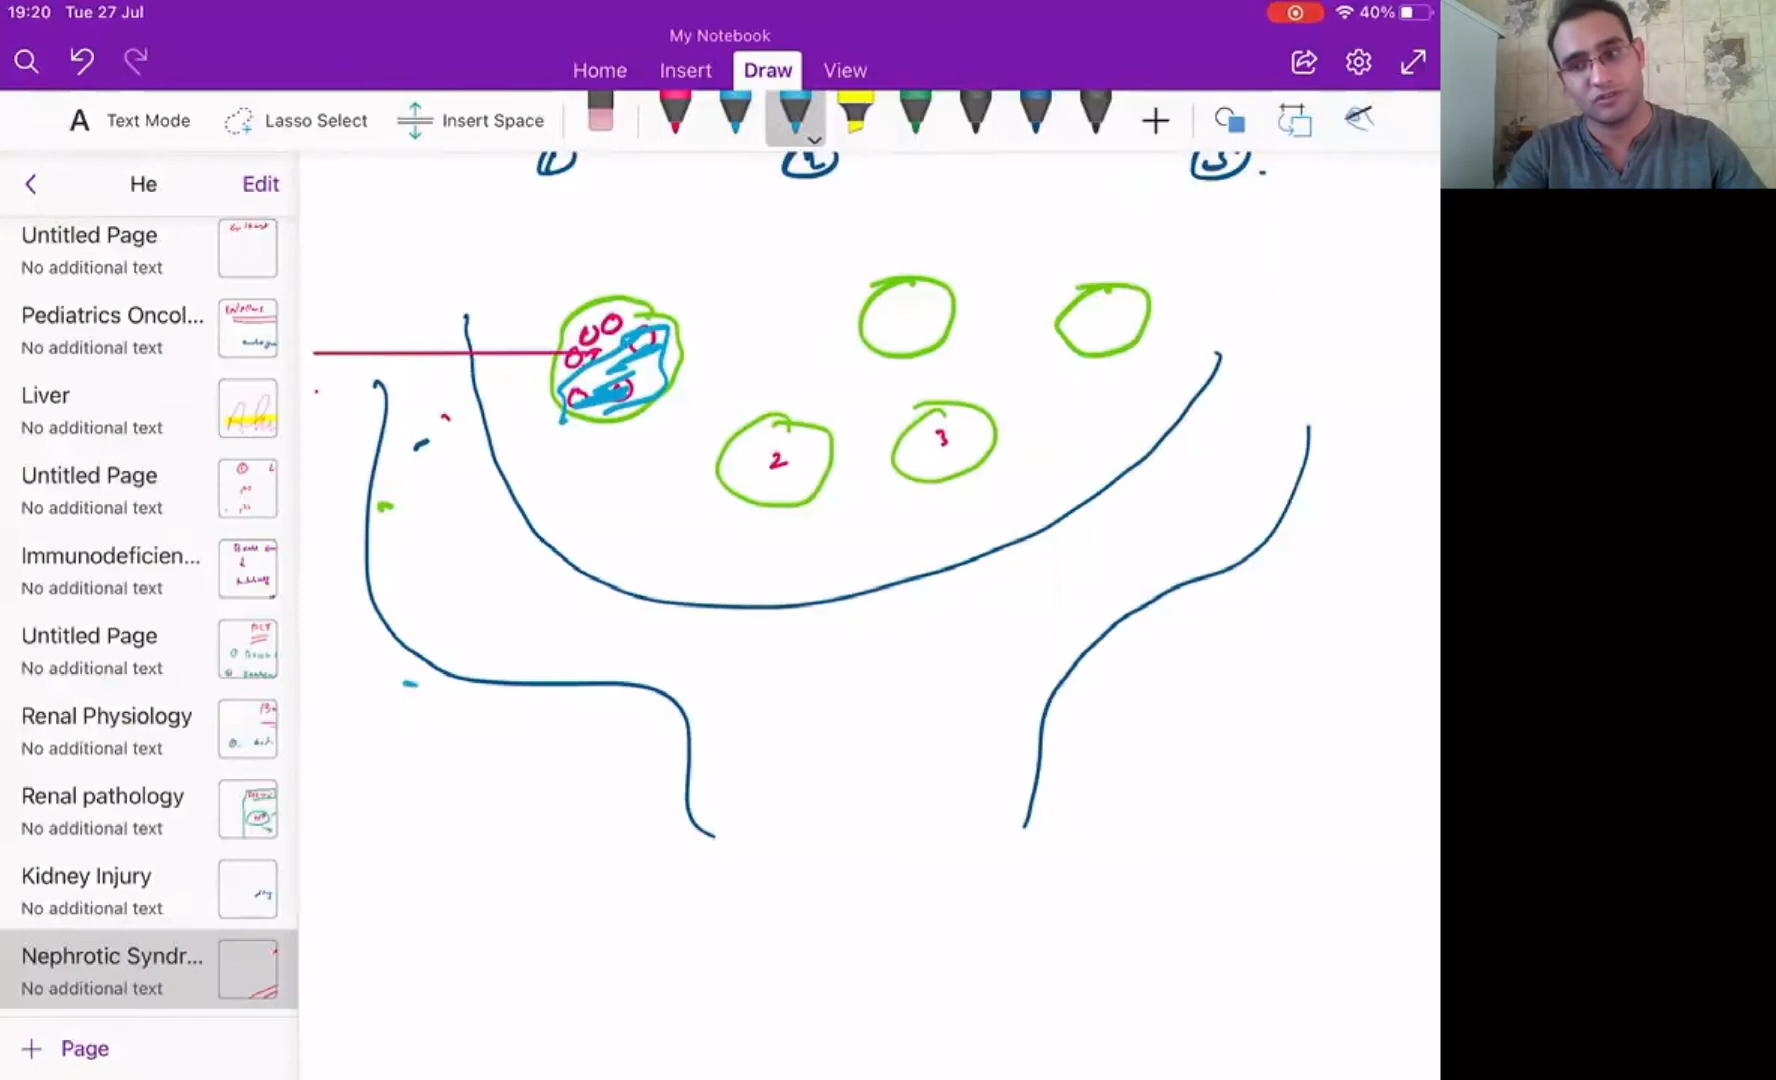 19:20 Tue 27 Jul
40%
My Notebook
Home Insert Draw View
A Text Mode Lasso Select Insert Space
He Edit
Untitled Page
No additional text
Pediatrics Oncol...
No additional text
Liver
No additional text
Untitled Page
No additional text
Immunodeficien...
No additional text
Untitled Page
No additional text
Renal Physiology
No additional text
Renal pathology
No additional text
Kidney Injury
No additional text
Nephrotic Syndr...
No additional text
+ Page
2 3